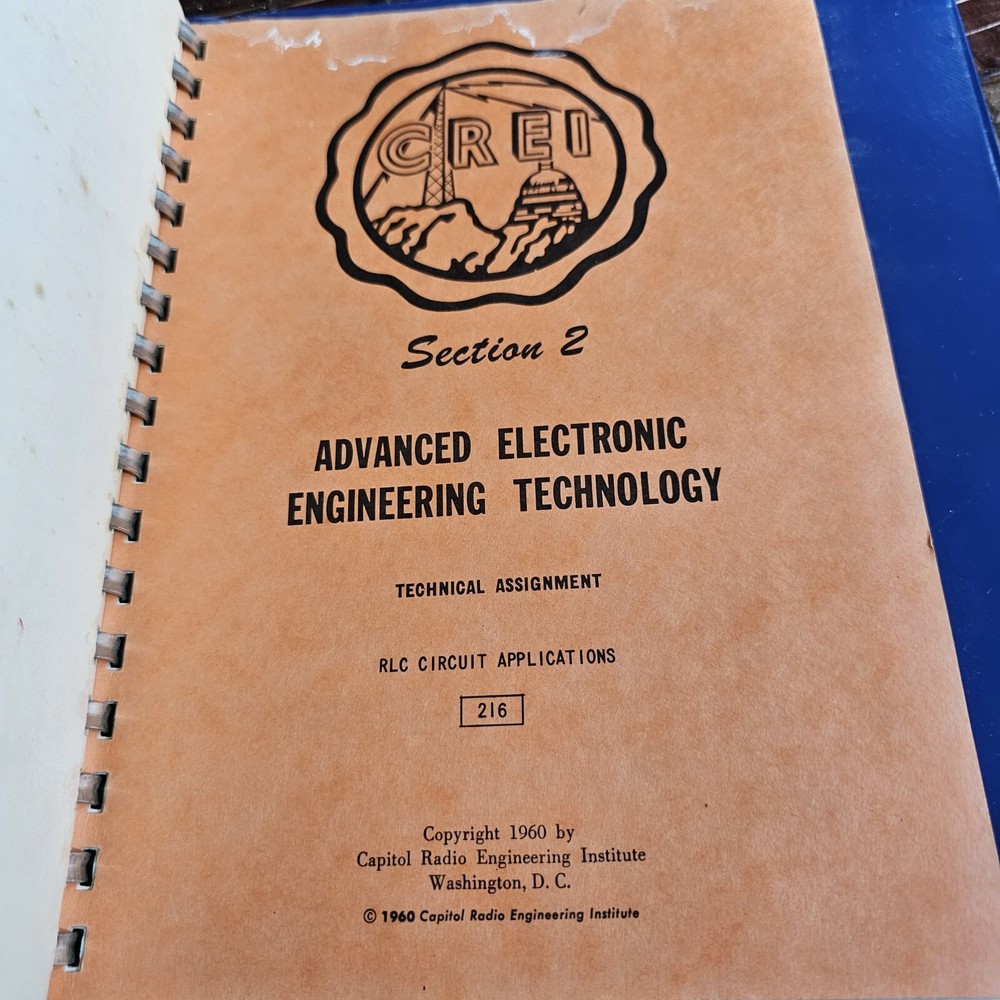 CREI
Section 2
ADVANCED ELECTRONIC
ENGINEERING TECHNOLOGY
TECHNICAL ASSIGNMENT
RLC CIRCUIT APPLICATIONS
216
Copyright 1960 by
Capitol Radio Engineering Institute
Washington, D. C.
© 1960 Capitol Radio Engineering Institute